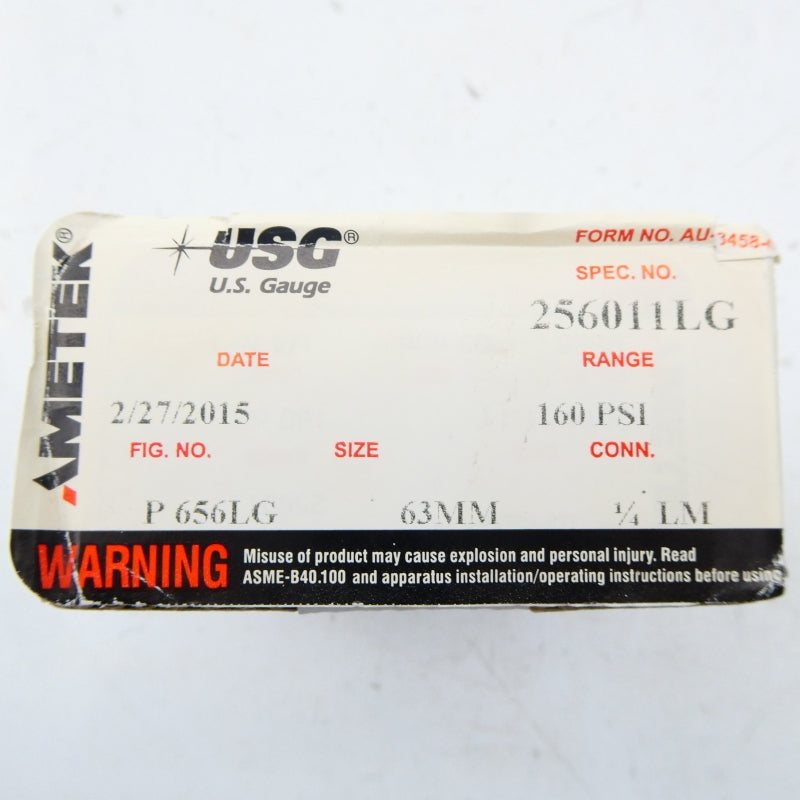 AMETEK®
USG®
U.S. Gauge
FORM NO. AU-3458-
SPEC. NO.
256011LG
DATE
RANGE
2/27/2015
160 PSI
FIG. NO.
SIZE
CONN.
P 656LG
63MM
1/4 LM
WARNING
Misuse of product may cause explosion and personal injury. Read
ASME-B40.100 and apparatus installation/operating instructions before using